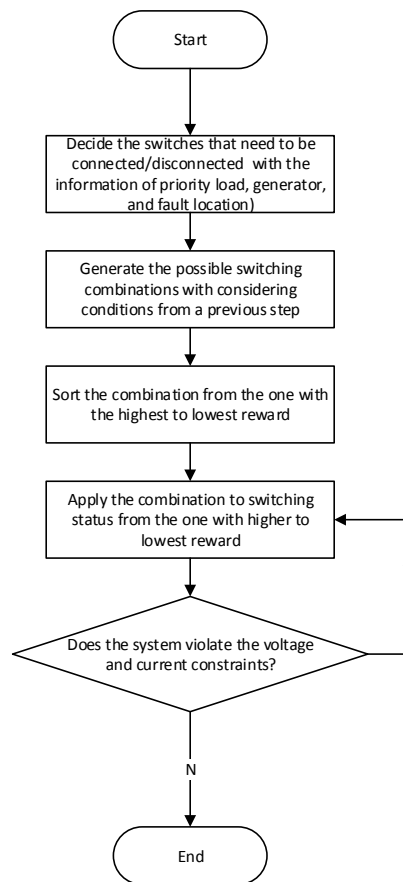 Start
Decide the switches that need to be
connected/disconnected with the
information of priority load, generator,
and fault location)
Generate the possible switching
combinations with considering
conditions from a previous step
Sort the combination from the one with
the highest to lowest reward
Apply the combination to switching
status from the one with higher to
lowest reward
Does the system violate the voltage
and current constraints?
N
End